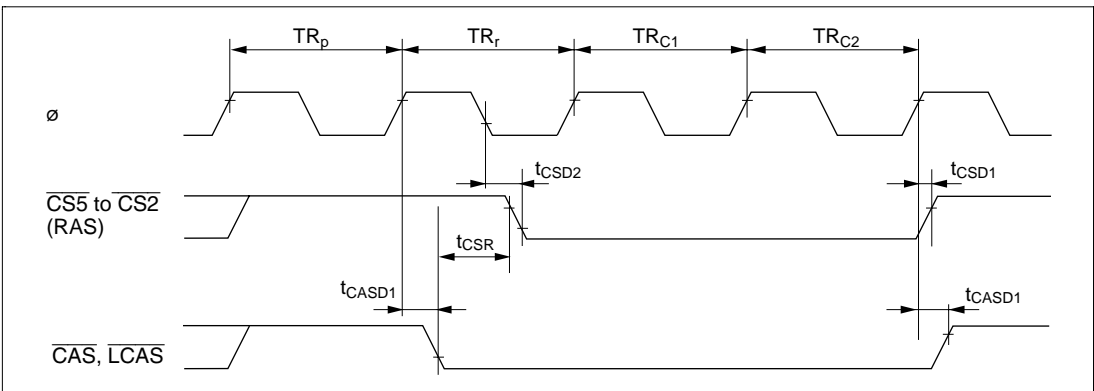 TRp TRr TRC1 TRC2
ø
tCSD2 tCSD1
CS5 to CS2
(RAS)
tCSR
tCASD1 tCASD1
CAS, LCAS